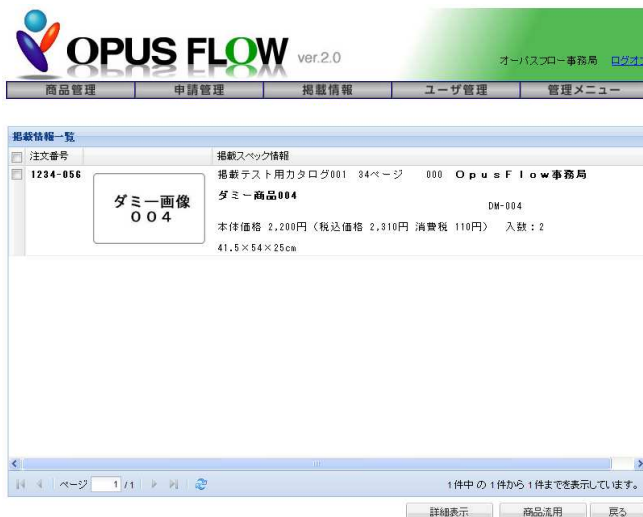 OPUS FLOW ver.2.0
オーパスフロー事務局 ログオ
商品管理 申請管理 掲載情報 ユーザ管理 管理メニュー
掲載情報一覧
注文番号 掲載スペック情報
1234-056 掲載テスト用カタログ001 34ページ 000 OpusFlow事務局
ダミー画像
004
ダミー商品004
DM-004
本体価格 2,200円（税込価格 2,310円 消費税 110円） 入数：2
41.5×54×25cm
ページ 1 /1 1件中の1件から1件までを表示しています。
詳細表示 商品流用 戻る